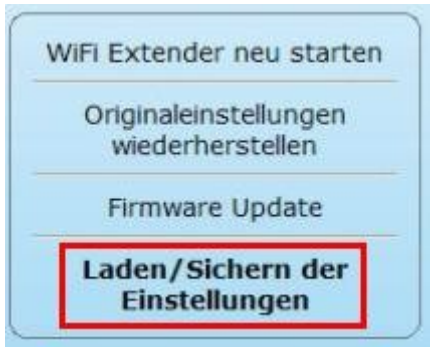 WiFi Extender neu starten
Originaleinstellungen
wiederherstellen
Firmware Update
Laden/Sichern der
Einstellungen